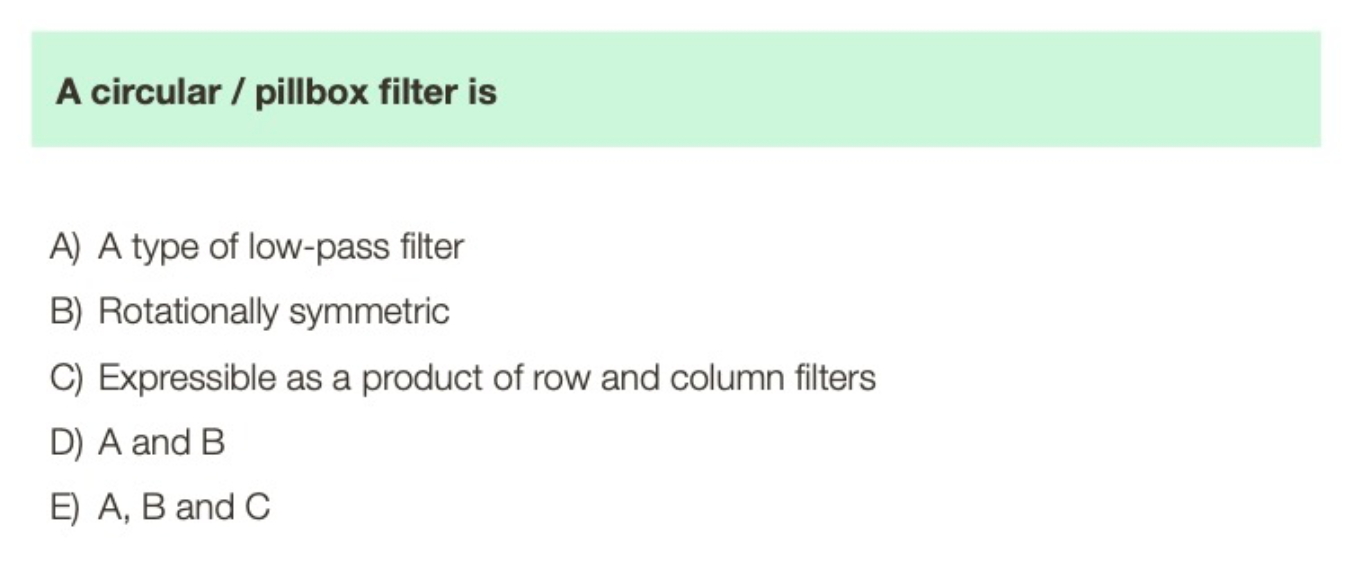 A circular / pillbox filter is
A) A type of low-pass filter
B) Rotationally symmetric
C) Expressible as a product of row and column filters
D) A and B
E) A, B and C